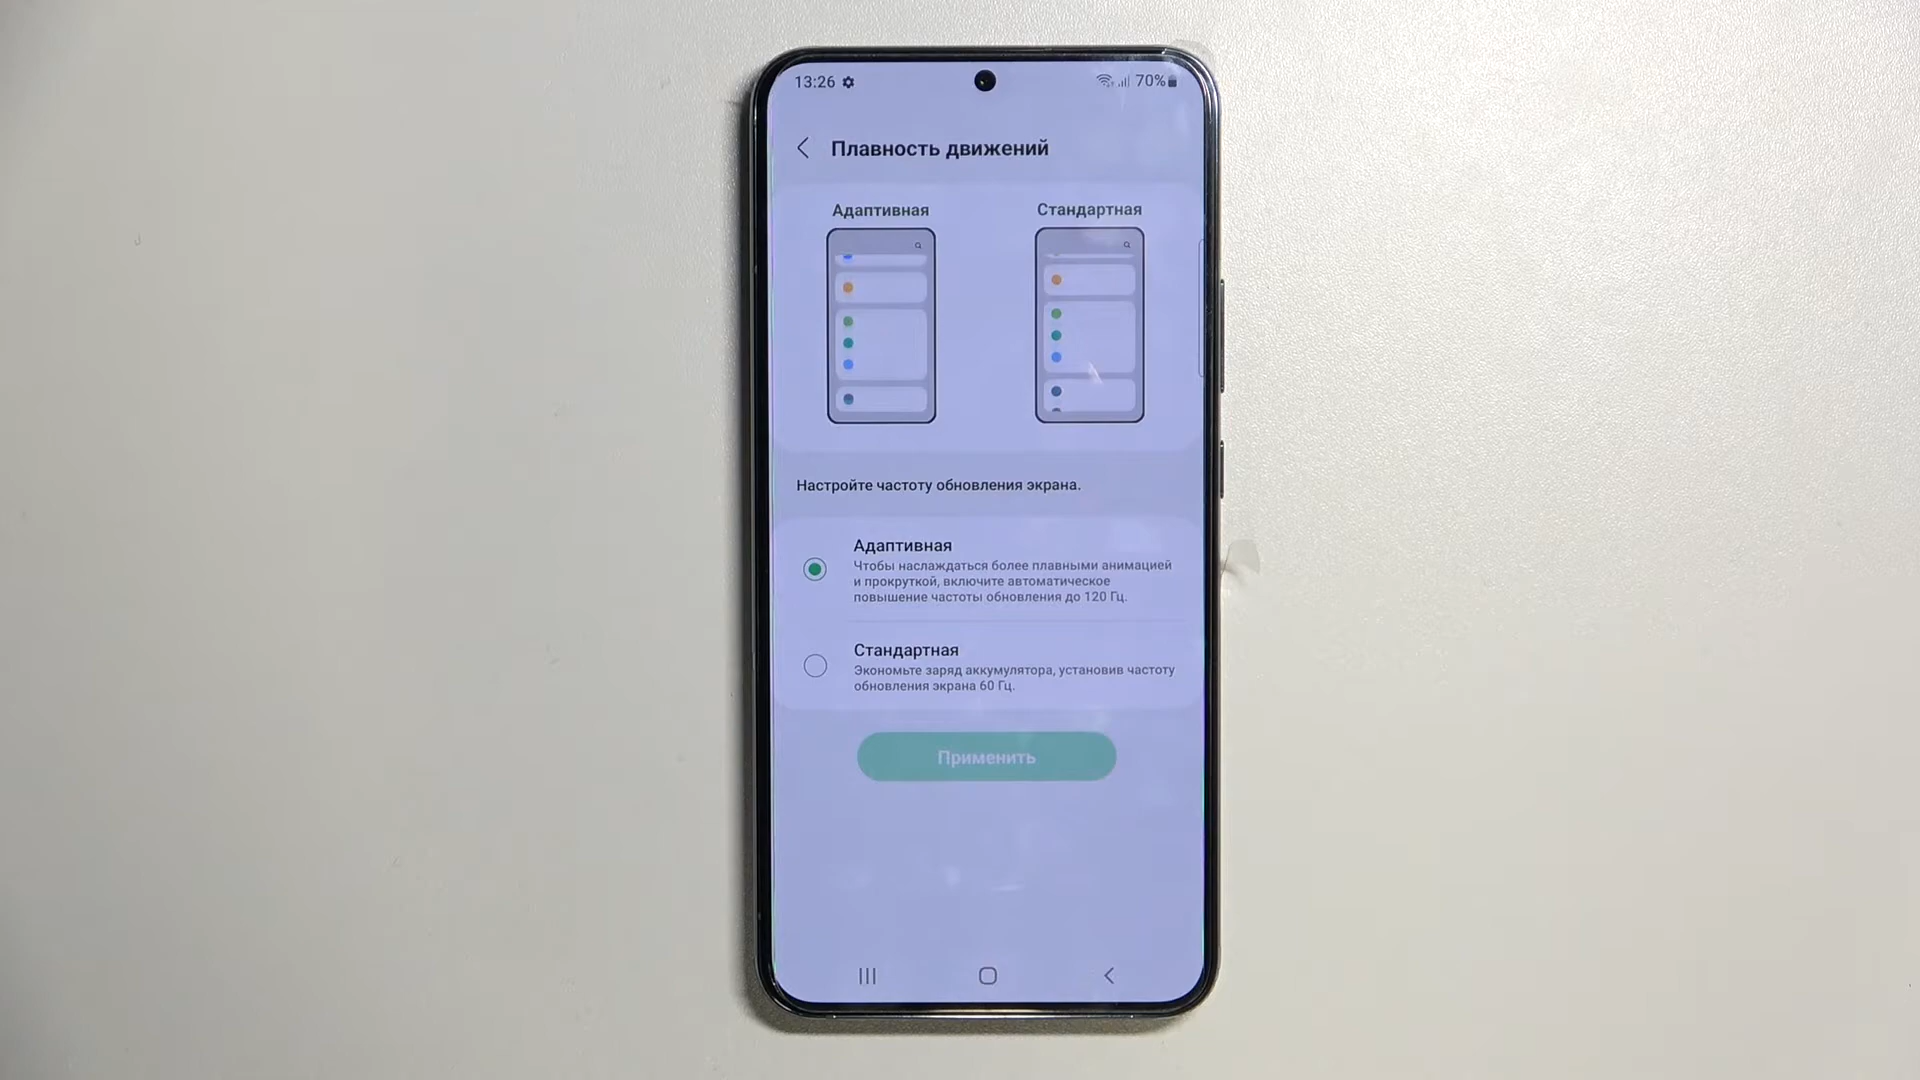 13:26 70%
Плавность движений
Адаптивная Стандартная
Настройте частоту обновления экрана.
Адаптивная
Чтобы наслаждаться более плавными анимацией
и прокруткой, включите автоматическое
повышение частоты обновления до 120 Гц.
Стандартная
Экономьте заряд аккумулятора, установив частоту
обновления экрана 60 Гц.
Применить